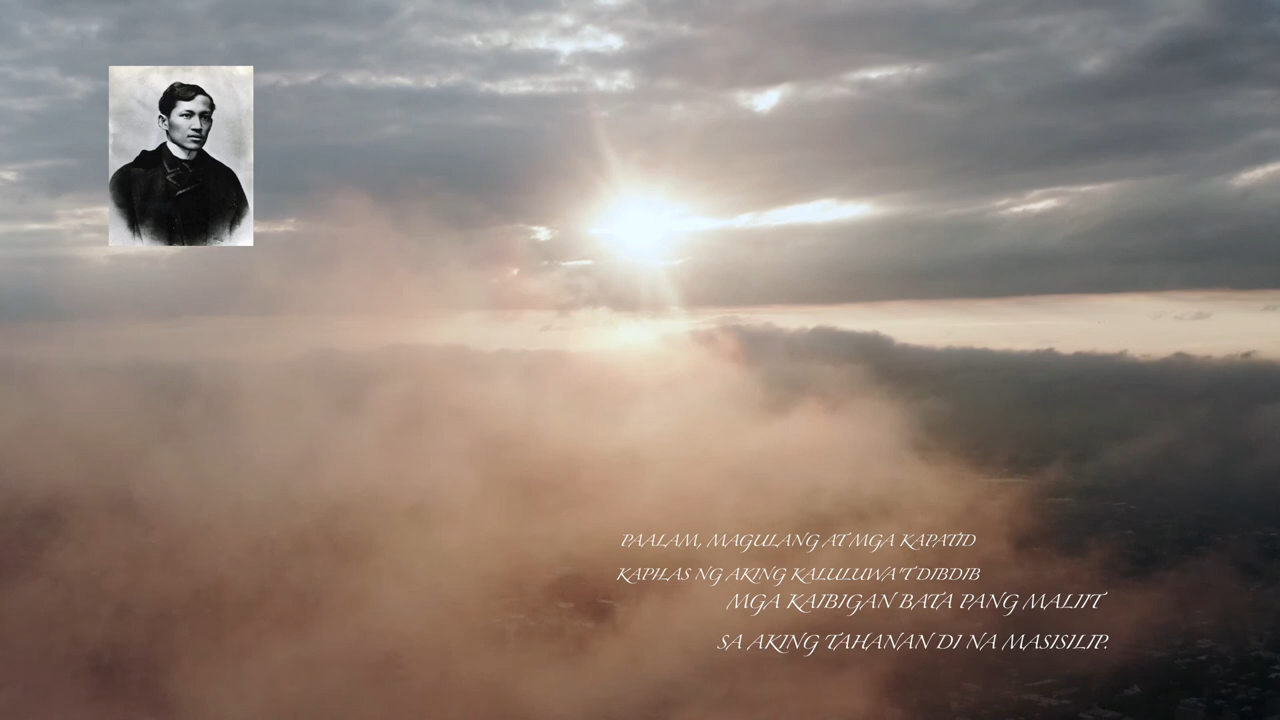 PAALAM, MAGULANG AT MGA KAPATID
KAPILAS NG AKING KALULUWA'T DIBDIB
MGA KAIBIGAN BATA PANG MALIIT
SA AKING TAHANAN DI NA MASISILIP.